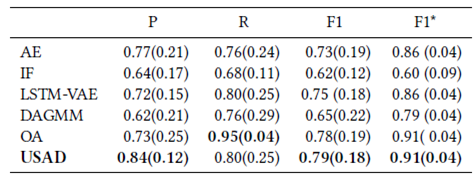 P R F1 F1*
AE 0.77(0.21) 0.76(0.24) 0.73(0.19) 0.86 (0.04)
IF 0.64(0.17) 0.68(0.11) 0.62(0.12) 0.60 (0.09)
LSTM-VAE 0.72(0.15) 0.80(0.25) 0.75 (0.18) 0.86 (0.04)
DAGMM 0.62(0.21) 0.76(0.29) 0.65(0.22) 0.79 (0.04)
OA 0.73(0.25) 0.95(0.04) 0.78(0.19) 0.91( 0.04)
USAD 0.84(0.12) 0.80(0.25) 0.79(0.18) 0.91(0.04)